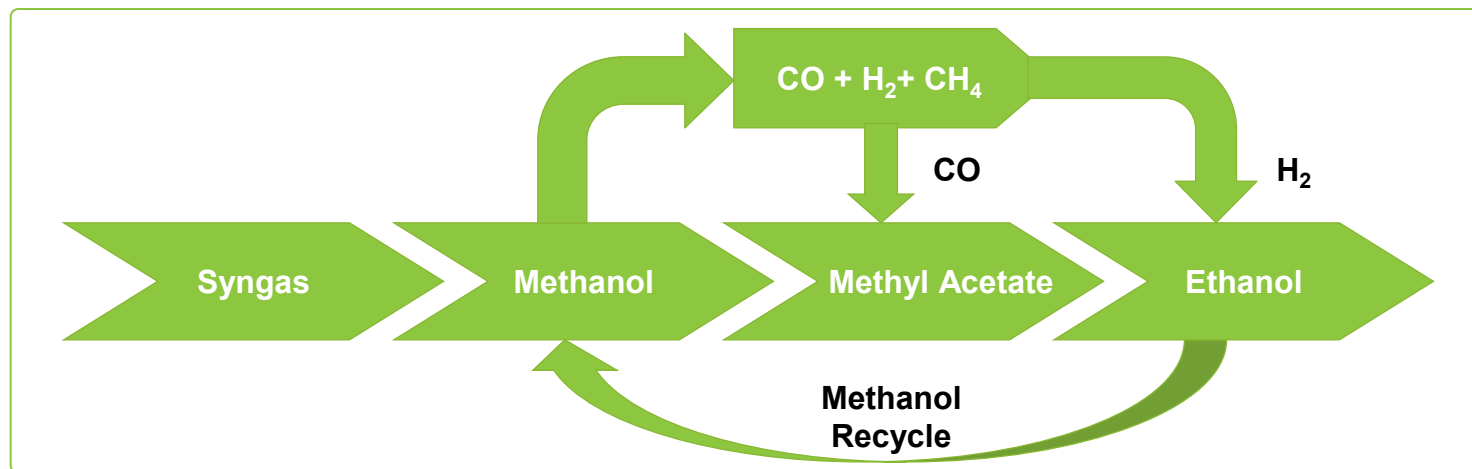 CO + H₂+ CH₄
CO
H₂
Syngas
Methanol
Methyl Acetate
Ethanol
Methanol
Recycle